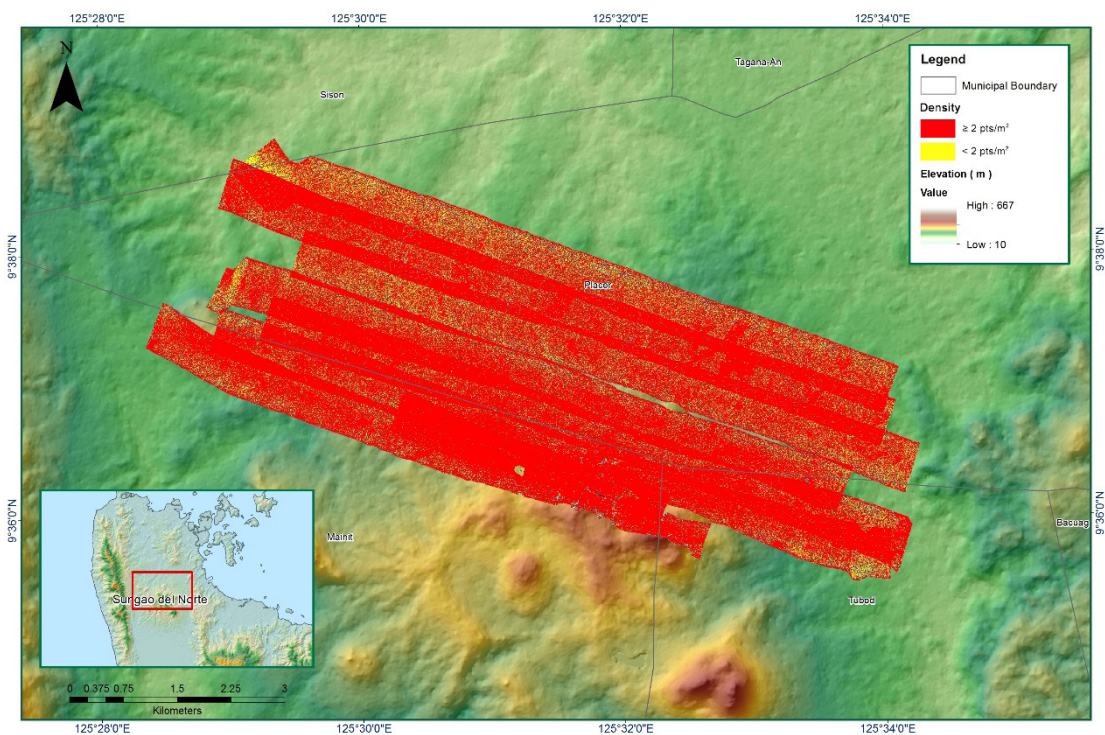 125°28'0"E
125°30'0"E
125°32'0"E
125°34'0"E
N
Tagana-An
Sison
Legend
Municipal Boundary
Density
≥ 2 pts/m²
< 2 pts/m²
Elevation ( m )
Value
High : 667
Low : 10
9°38'0"N
9°38'0"N
Placer
9°36'0"N
9°36'0"N
Bacuag
Mainit
Surigao del Norte
Tubod
0 0.375 0.75 1.5 2.25 3
Kilometers
125°28'0"E
125°30'0"E
125°32'0"E
125°34'0"E